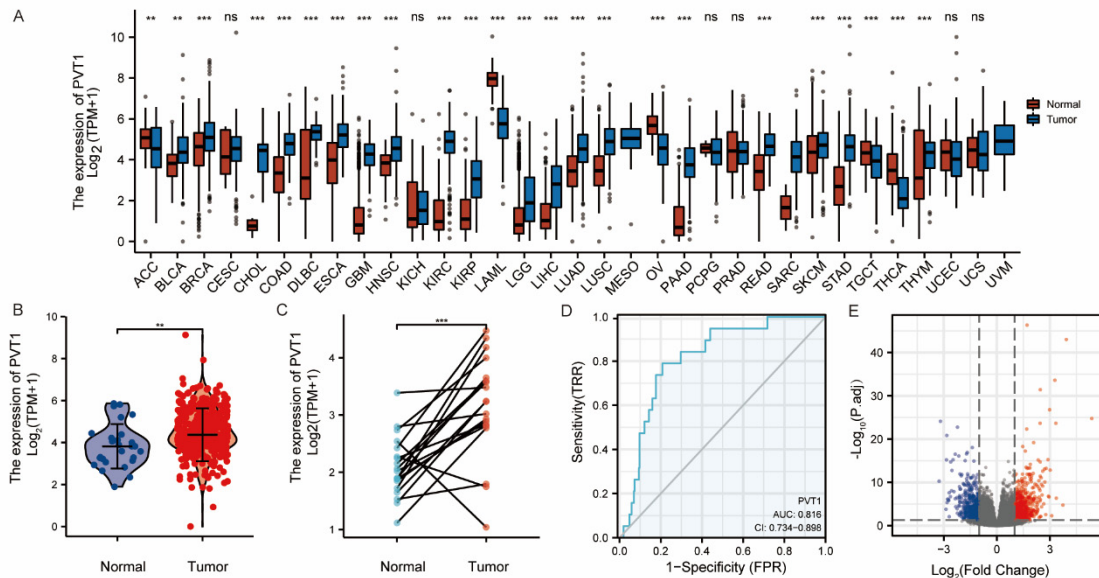 A
** ** *** ns *** *** *** *** *** *** ns *** *** *** *** *** *** *** *** *** ns ns *** *** *** *** *** *** ns ns
The expression of PVT1
Log2 (TPM+1)
10
8
6
4
2
0
Normal
Tumor
ACC BLCA BRCA CESC CHOL COAD DLBC ESCA GBM HNSC KICH KIRC KIRP LAML LGG LIHC LUAD LUSC MESO OV PAAD PCPG PRAD READ SARC SKCM STAD TGCT THCA THYM UCEC UCS UVM
B
**
The expression of PVT1
Log2(TPM+1)
10
8
6
4
2
0
Normal Tumor
C
***
The expression of PVT1
Log2(TPM+1)
4
3
2
1
Normal Tumor
D
Sensitivity(TRR)
1.0
0.8
0.6
0.4
0.2
0.0
PVT1
AUC: 0.816
CI: 0.734–0.898
0.0 0.2 0.4 0.6 0.8 1.0
1–Specificity (FPR)
E
-Log10(P.adj)
40
30
20
10
0
−3 0 3
Log2(Fold Change)